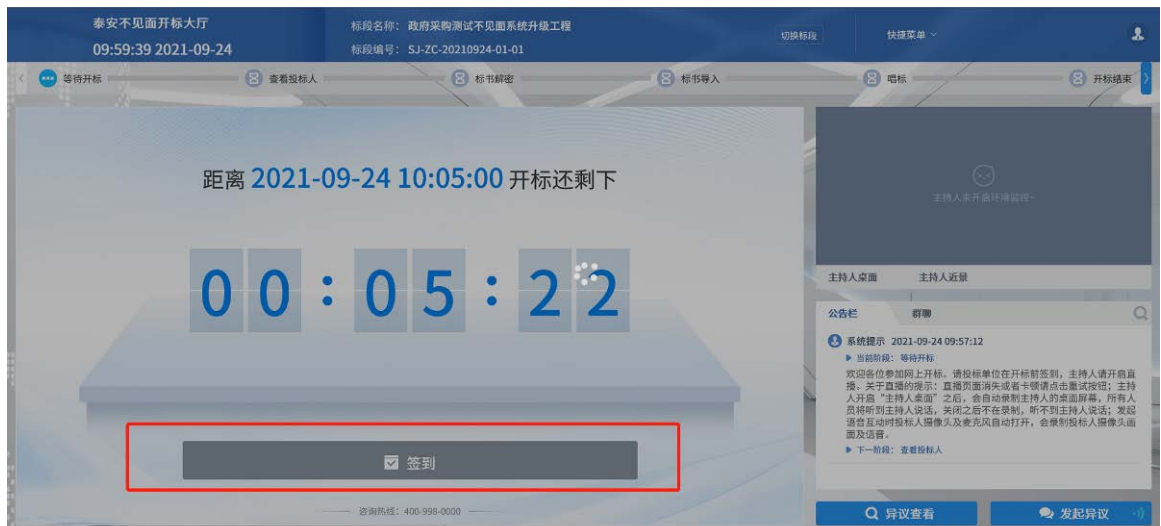 泰安不见面开标大厅
09:59:39 2021-09-24
标段名称： 政府采购测试不见面系统升级工程
标段编号： SJ-ZC-20210924-01-01
切换标段
快捷菜单
等待开标
查看投标人
标书解密
标书导入
唱标
开标结束
距离 2021-09-24 10:05:00 开标还剩下
00：05：22
签到
咨询热线：400-998-0000
主持人未开启环境监控~
主持人桌面
主持人近景
公告栏
群聊
系统提示 2021-09-24 09:57:12
当前阶段： 等待开标
欢迎各位参加网上开标。请投标单位在开标前签到，主持人请开启直
播。关于直播的提示：直播页面消失或者卡顿请点击重试按钮；主持
人开启“主持人桌面”之后，会自动录制主持人的桌面屏幕，所有人
员将听到主持人说话，关闭之后不在录制，听不到主持人说话；发起
语音互动时投标人摄像头及麦克风自动打开，会录制投标人摄像头画
面及语音。
下一阶段： 查看投标人
异议查看
发起异议